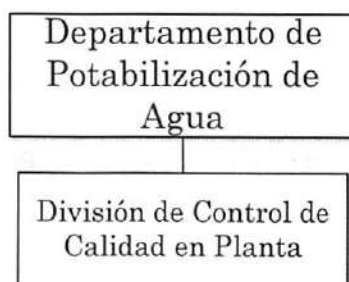 Departamento de
Potabilización de
Agua
División de Control de
Calidad en Planta